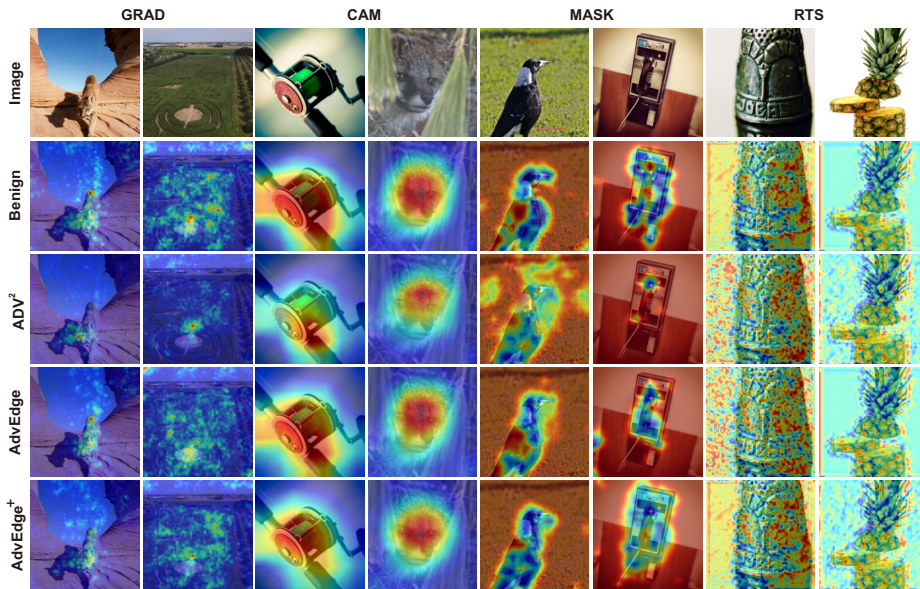 GRAD CAM MASK RTS
Image
Benign
ADV²
AdvEdge
AdvEdge⁺